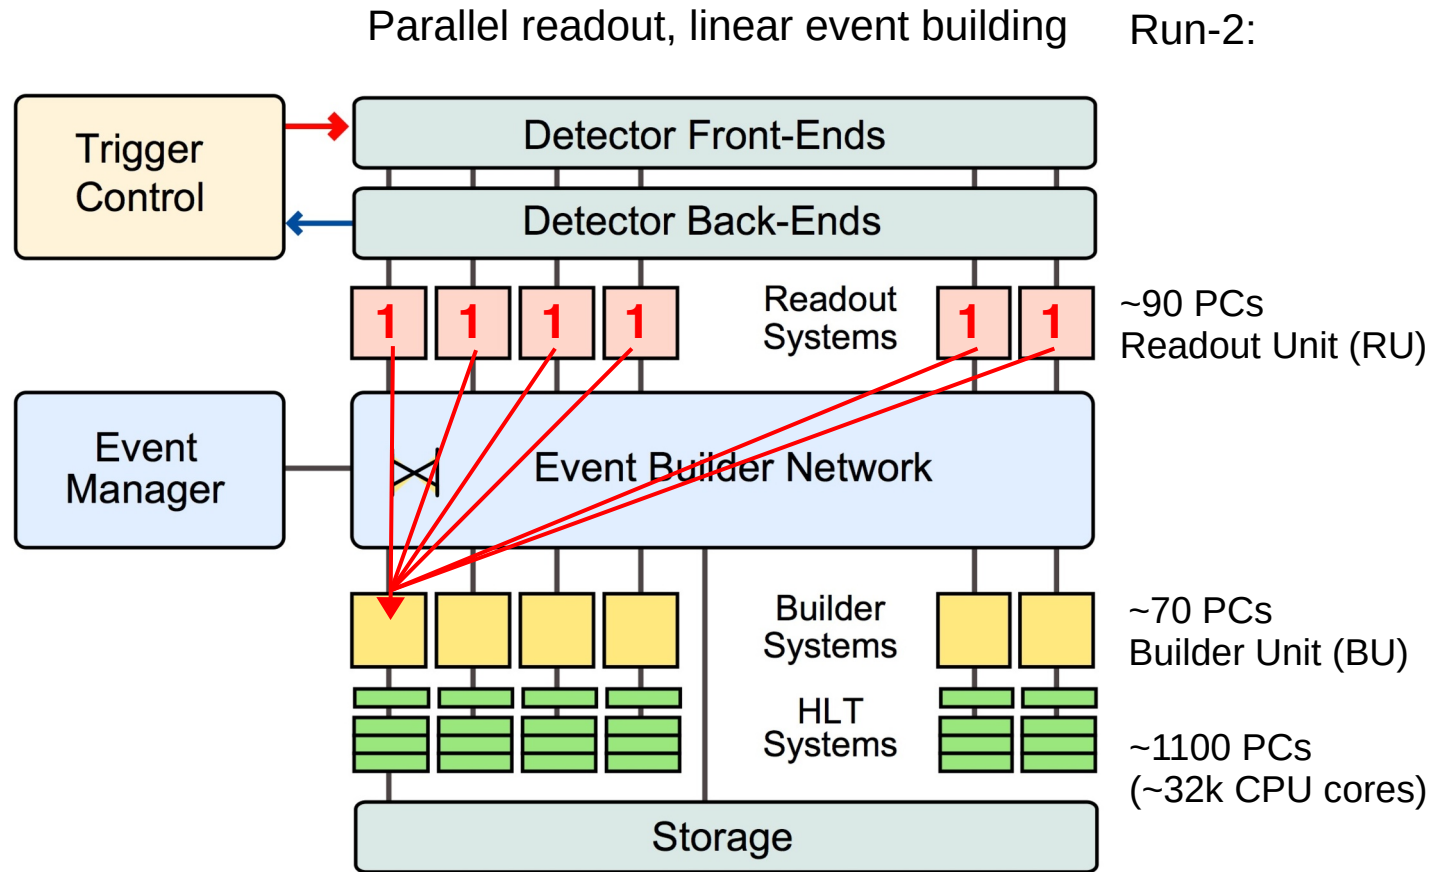 Parallel readout, linear event building
Run-2:
Trigger
Control
Detector Front-Ends
Detector Back-Ends
1 1 1 1 1 1
Readout
Systems
~90 PCs
Readout Unit (RU)
Event
Manager
Event Builder Network
Builder
Systems
~70 PCs
Builder Unit (BU)
HLT
Systems
~1100 PCs
(~32k CPU cores)
Storage